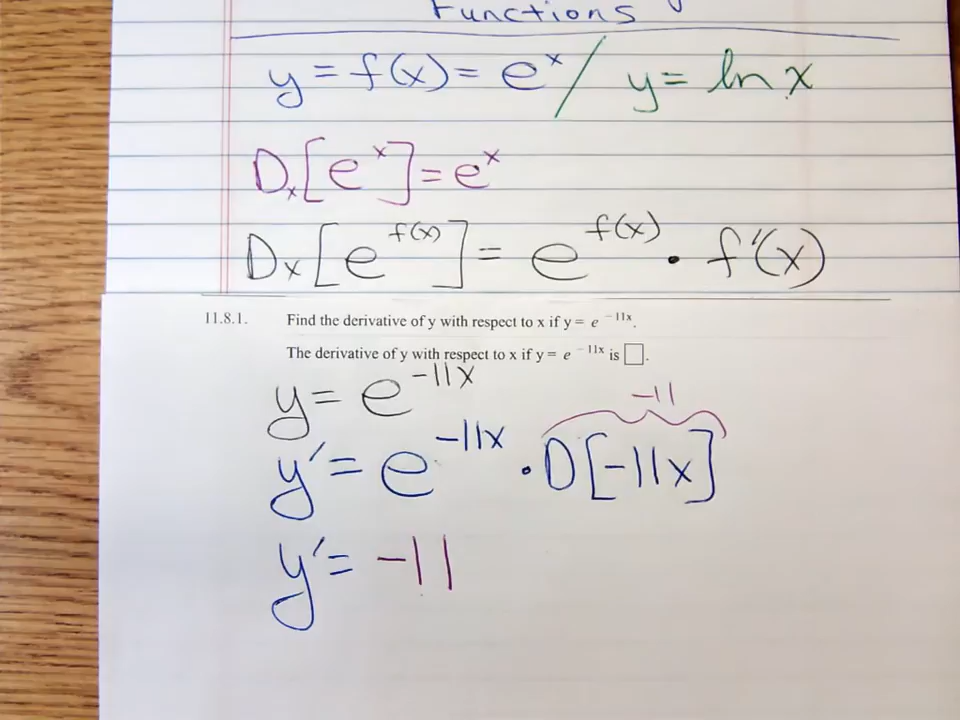 Functions
y = f(x) = e^x / y = ln x
D_x[e^x] = e^x
D_x[e^f(x)] = e^f(x) · f'(x)
11.8.1. Find the derivative of y with respect to x if y = e^-11x.
The derivative of y with respect to x if y = e^-11x is □.
y = e^-11x
-11
y' = e^-11x · D[-11x]
y' = -11